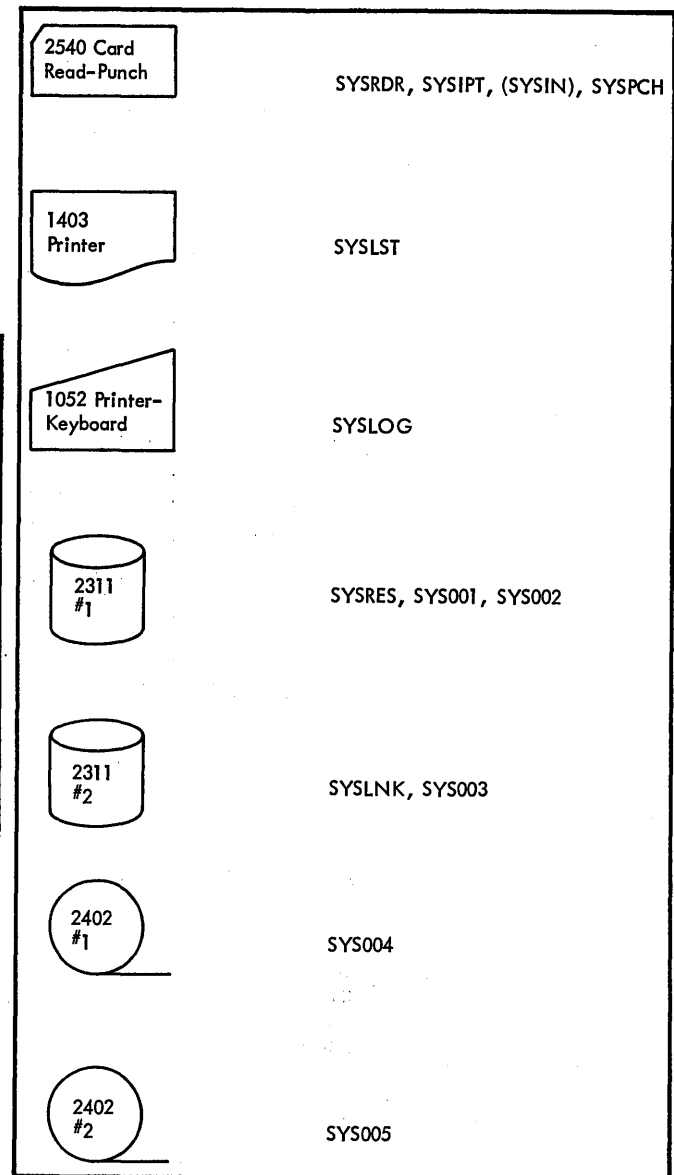 2540 Card
Read-Punch
SYSRDR, SYSIPT, (SYSIN), SYSPCH
1403
Printer
SYSLST
1052 Printer-
Keyboard
SYSLOG
2311
#1
SYSRES, SYS001, SYS002
2311
#2
SYSLNK, SYS003
2402
#1
SYS004
2402
#2
SYS005